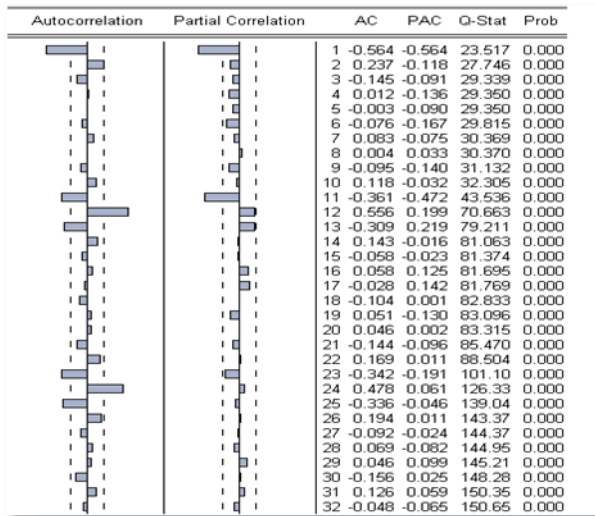 Autocorrelation Partial Correlation AC PAC Q-Stat Prob
1 -0.564 -0.564 23.517 0.000
2 0.237 -0.118 27.746 0.000
3 -0.145 -0.091 29.339 0.000
4 0.012 -0.136 29.350 0.000
5 -0.003 -0.090 29.350 0.000
6 -0.076 -0.167 29.815 0.000
7 0.083 -0.075 30.369 0.000
8 0.004 0.033 30.370 0.000
9 -0.095 -0.140 31.132 0.000
10 0.118 -0.032 32.305 0.000
11 -0.361 -0.472 43.536 0.000
12 0.556 0.199 70.663 0.000
13 -0.309 0.219 79.211 0.000
14 0.143 -0.016 81.063 0.000
15 -0.058 -0.023 81.374 0.000
16 0.058 0.125 81.695 0.000
17 -0.028 0.142 81.769 0.000
18 -0.104 0.001 82.833 0.000
19 0.051 -0.130 83.096 0.000
20 0.046 0.002 83.315 0.000
21 -0.144 -0.096 85.470 0.000
22 0.169 0.011 88.504 0.000
23 -0.342 -0.191 101.10 0.000
24 0.478 0.061 126.33 0.000
25 -0.336 -0.046 139.04 0.000
26 0.194 0.011 143.37 0.000
27 -0.092 -0.024 144.37 0.000
28 0.069 -0.082 144.95 0.000
29 0.046 0.099 145.21 0.000
30 -0.156 0.025 148.28 0.000
31 0.126 0.059 150.35 0.000
32 -0.048 -0.065 150.65 0.000